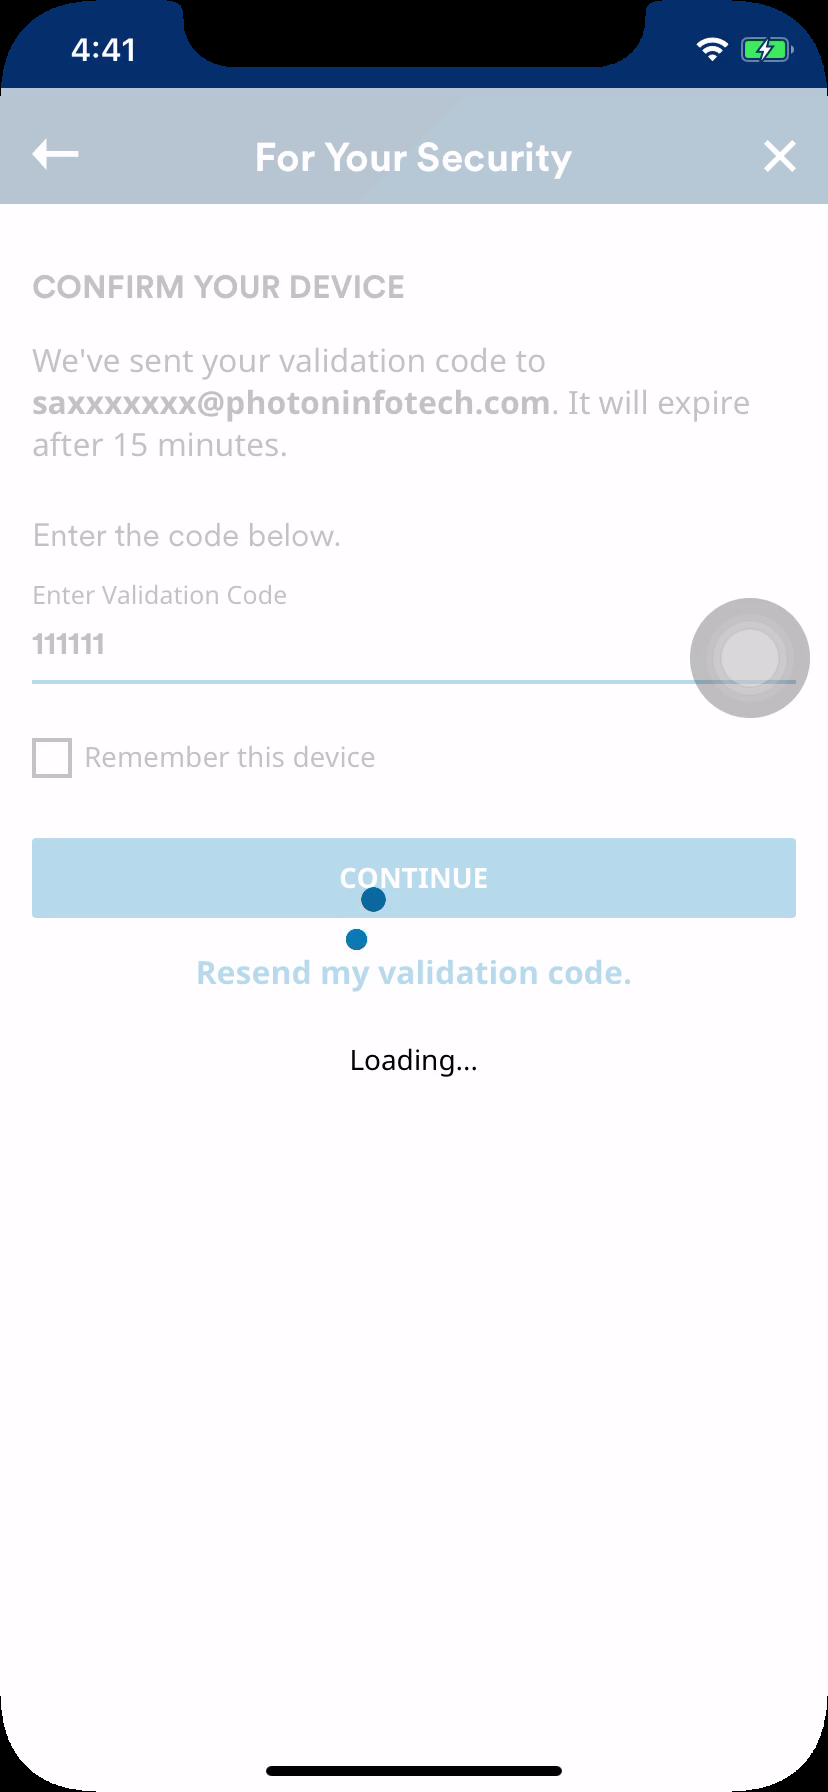 4:41
For Your Security
CONFIRM YOUR DEVICE
We've sent your validation code to
saxxxxxxx@photoninfotech.com. It will expire
after 15 minutes.
Enter the code below.
Enter Validation Code
111111
Remember this device
CONTINUE
Resend my validation code.
Loading...